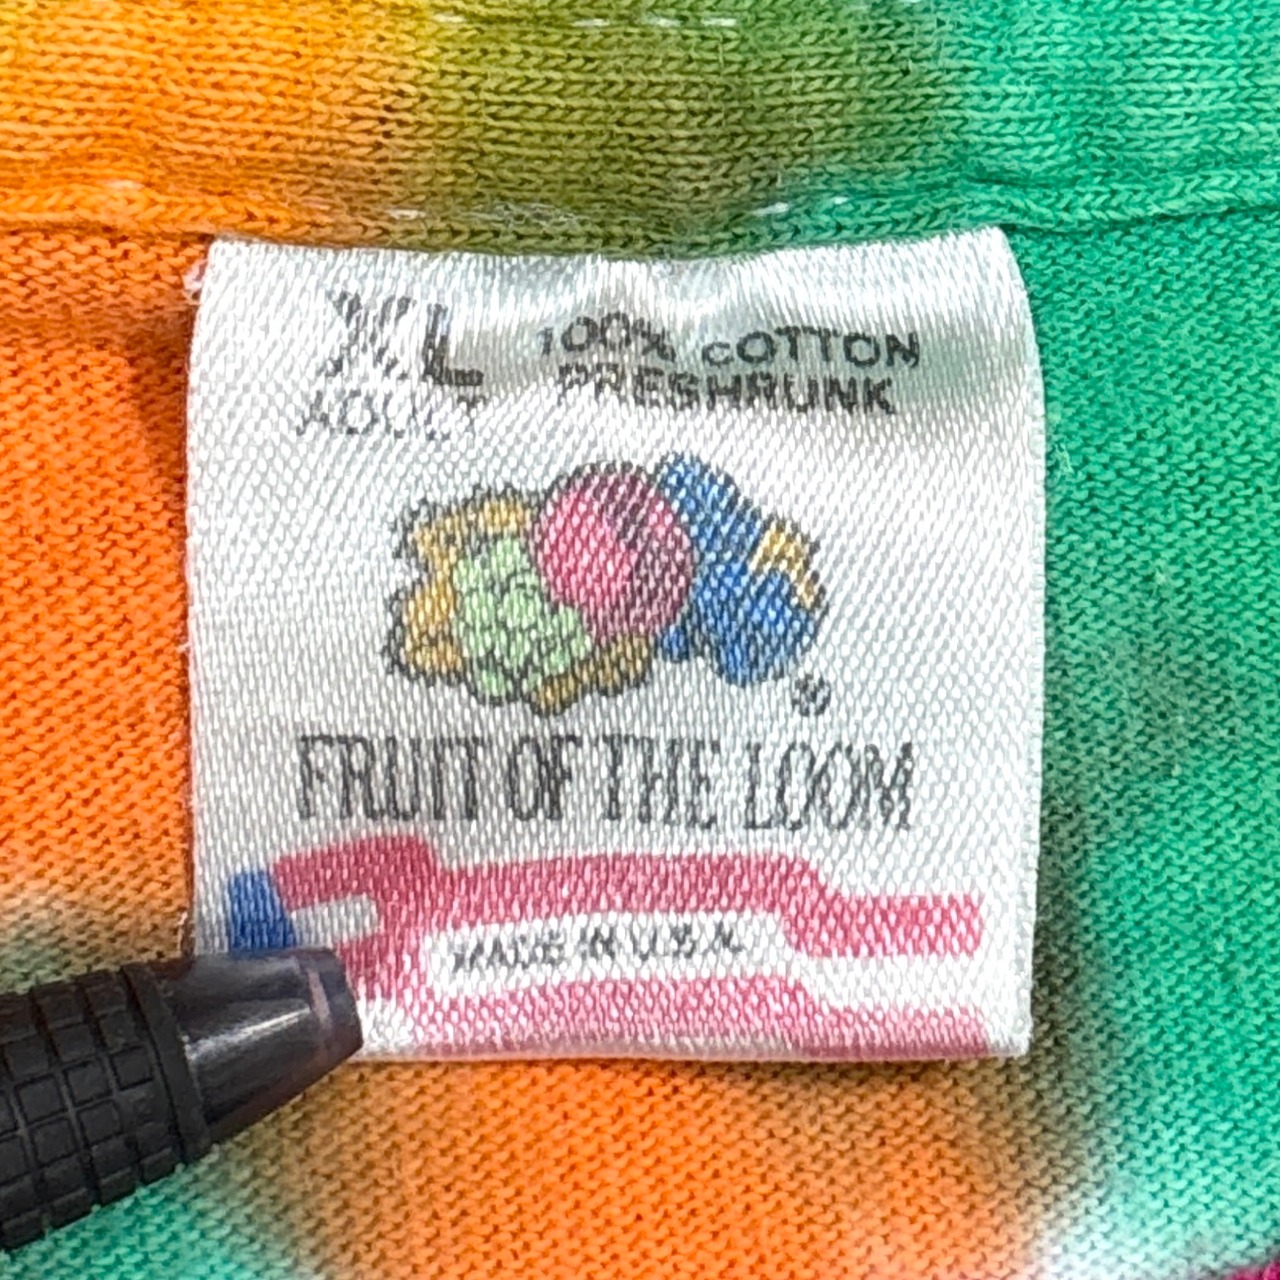 XL
100% COTTON
PRESHRUNK
ADULT
®
FRUIT OF THE LOOM
MADE IN U.S.A.